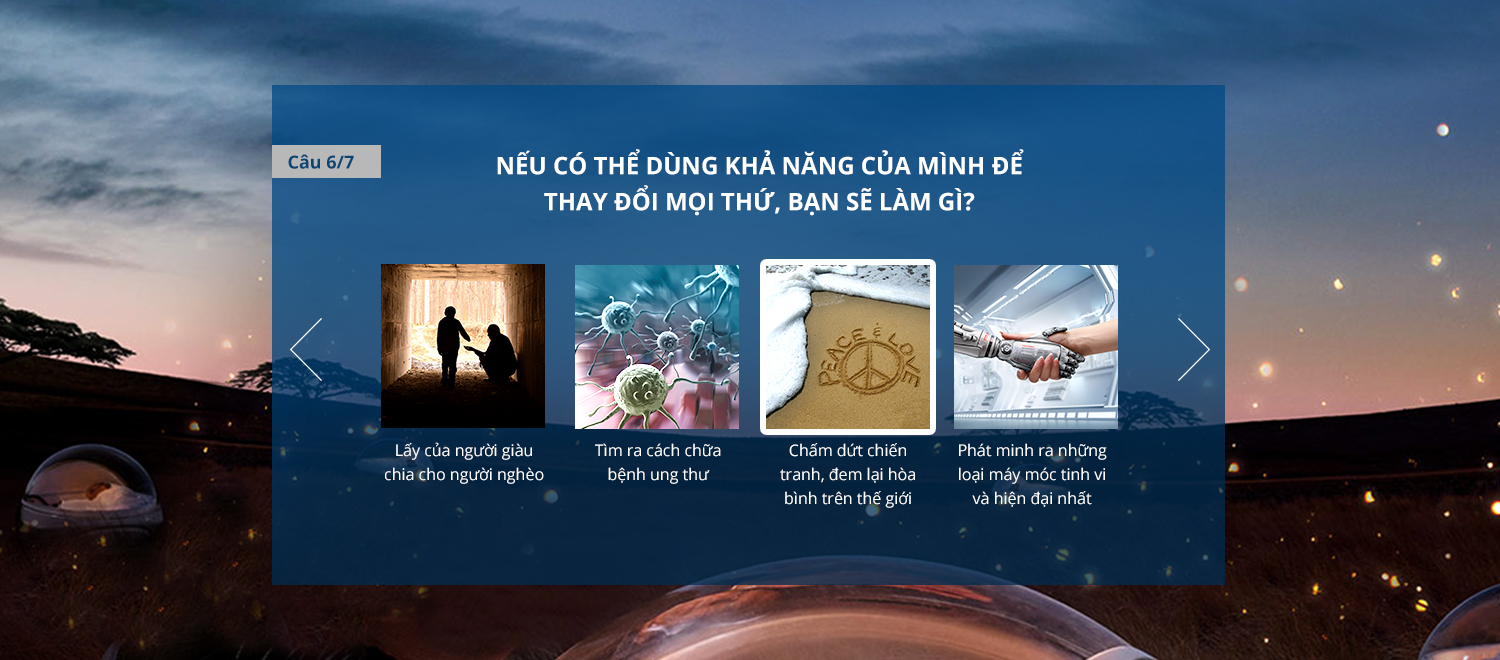 Câu 6/7
NẾU CÓ THỂ DÙNG KHẢ NĂNG CỦA MÌNH ĐỂ
THAY ĐỔI MỌI THỨ, BẠN SẼ LÀM GÌ?
PEACE & LOVE
Lấy của người giàu
chia cho người nghèo
Tìm ra cách chữa
bệnh ung thư
Chấm dứt chiến
tranh, đem lại hòa
bình trên thế giới
Phát minh ra những
loại máy móc tinh vi
và hiện đại nhất